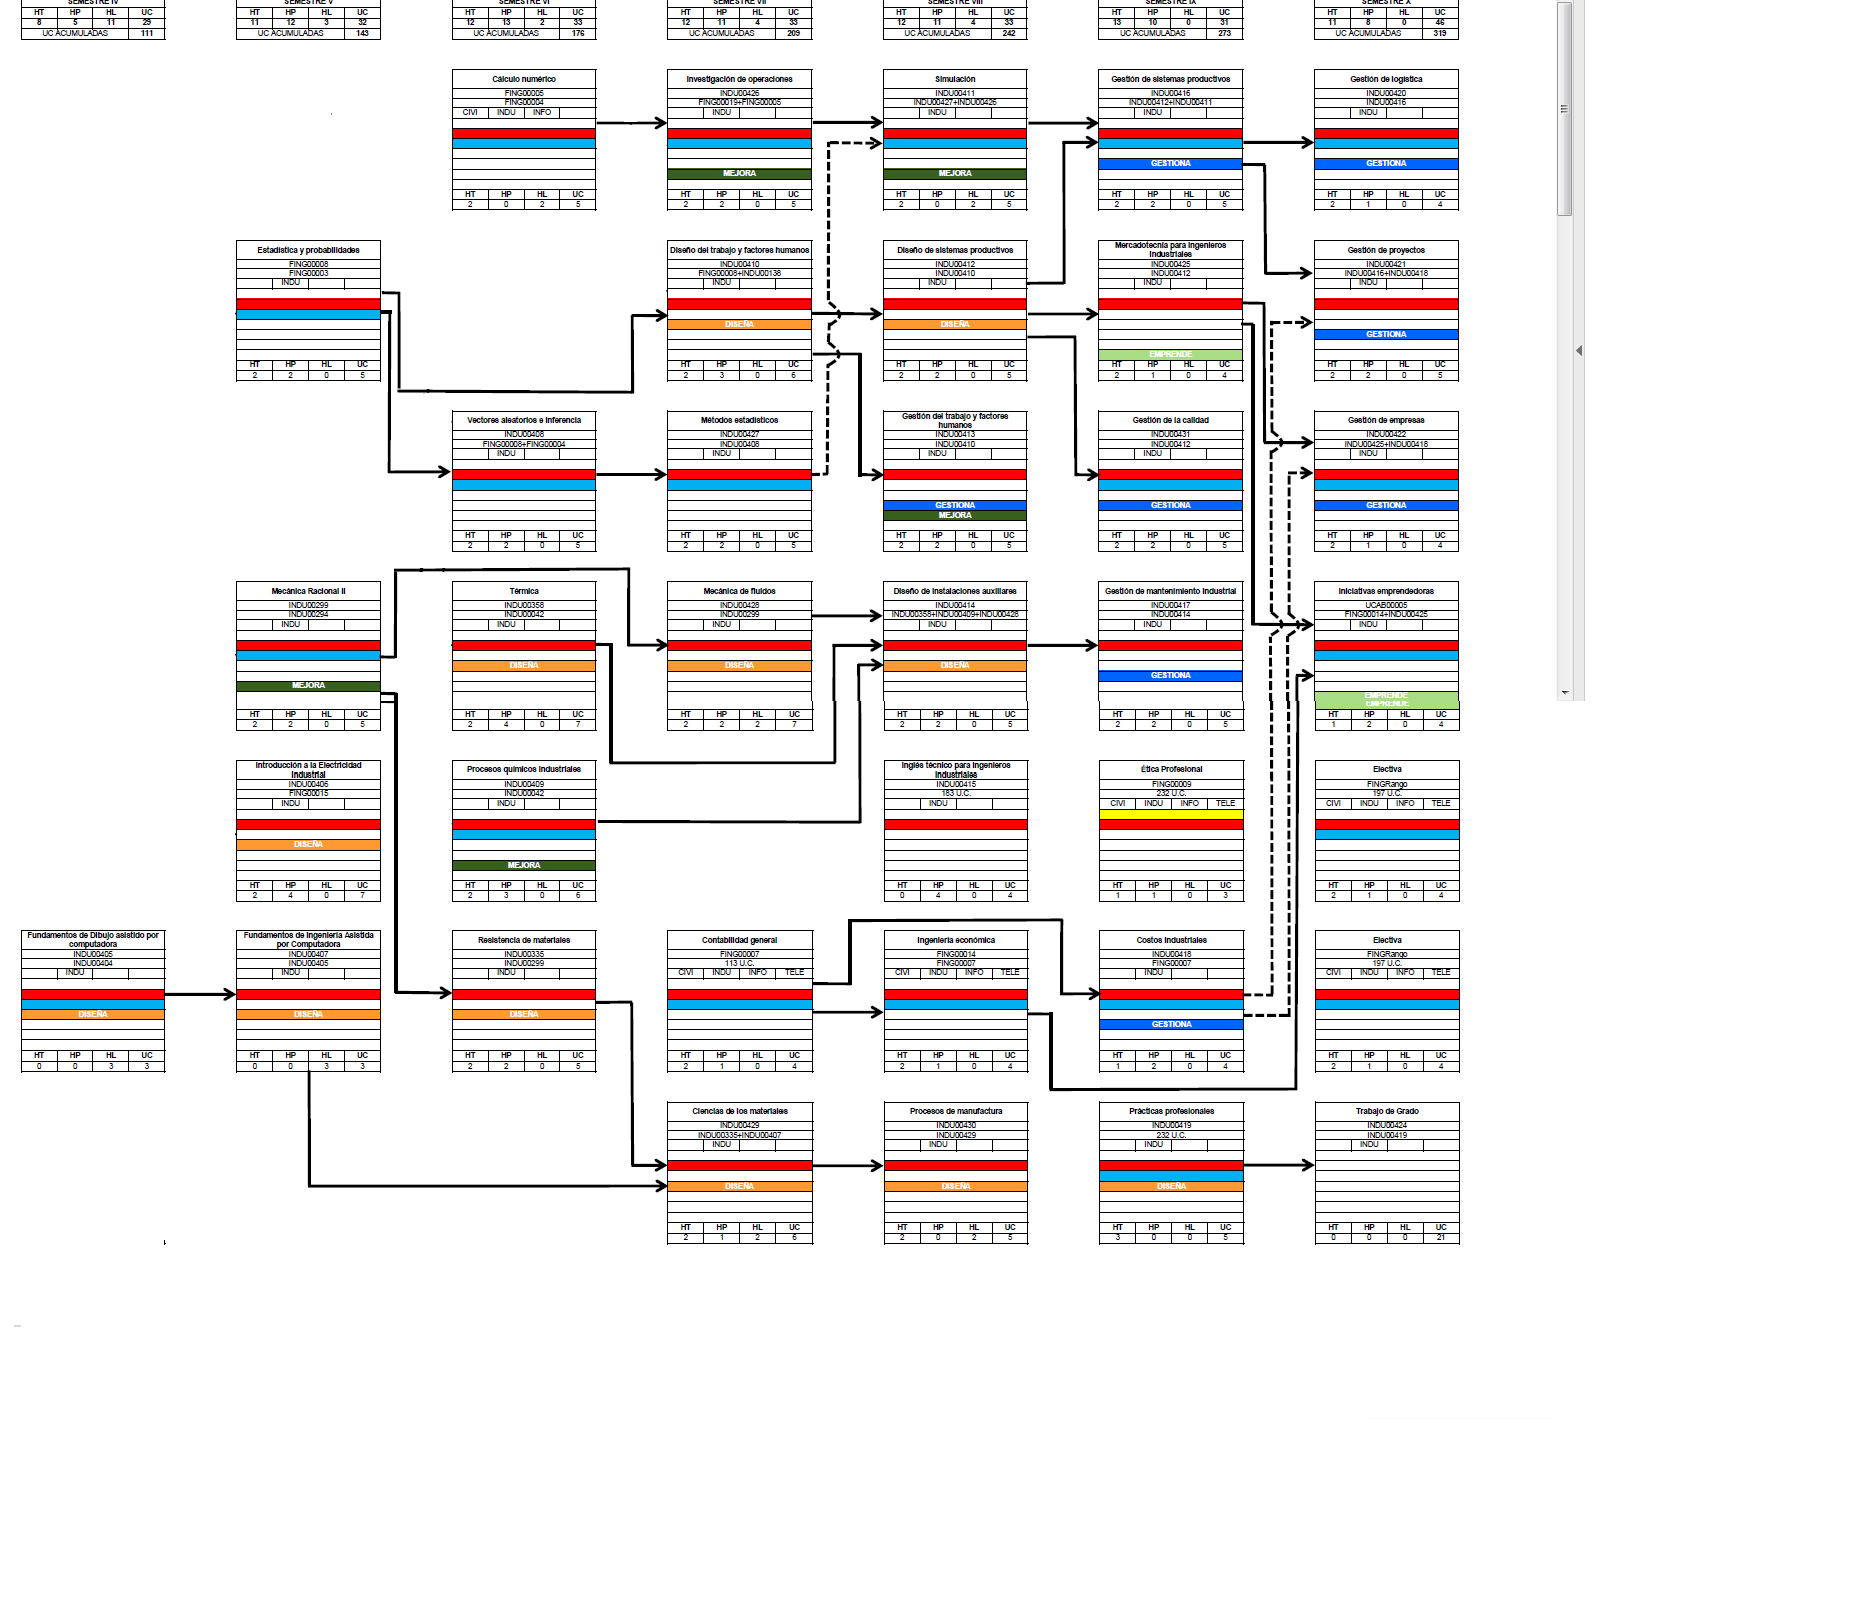 SEMESTRE IV
HT HP HL UC
8 5 11 29
UC ACUMULADAS 111
SEMESTRE V
HT HP HL UC
11 12 3 32
UC ACUMULADAS 143
SEMESTRE VI
HT HP HL UC
12 13 2 33
UC ACUMULADAS 176
SEMESTRE VII
HT HP HL UC
12 11 4 33
UC ACUMULADAS 209
SEMESTRE VIII
HT HP HL UC
12 11 4 33
UC ACUMULADAS 242
SEMESTRE IX
HT HP HL UC
13 10 0 31
UC ACUMULADAS 273
SEMESTRE X
HT HP HL UC
11 8 0 46
UC ACUMULADAS 319
Cálculo numérico
FING00005
FING00004
CIVI INDU INFO
HT HP HL UC
2 0 2 5
Investigación de operaciones
INDU00426
FING00019+FING00005
INDU
MEJORA
HT HP HL UC
2 2 0 5
Simulación
INDU00411
INDU00427+INDU00426
INDU
MEJORA
HT HP HL UC
2 0 2 5
Gestión de sistemas productivos
INDU00416
INDU00412+INDU00411
INDU
GESTIONA
HT HP HL UC
2 2 0 5
Gestión de logística
INDU00420
INDU00416
INDU
GESTIONA
HT HP HL UC
2 1 0 4
Estadística y probabilidades
FING00008
FING00003
INDU
HT HP HL UC
2 2 0 5
Diseño del trabajo y factores humanos
INDU00410
FING00008+INDU00138
INDU
DISEÑA
HT HP HL UC
2 3 0 6
Diseño de sistemas productivos
INDU00412
INDU00410
INDU
DISEÑA
HT HP HL UC
2 2 0 5
Mercadotecnia para Ingenieros
Industriales
INDU00425
INDU00412
INDU
EMPRENDE
HT HP HL UC
2 1 0 4
Gestión de proyectos
INDU00421
INDU00416+INDU00418
INDU
GESTIONA
HT HP HL UC
2 2 0 5
Vectores aleatorios e Inferencia
INDU00408
FING00008+FING00004
INDU
HT HP HL UC
2 2 0 5
Métodos estadísticos
INDU00427
INDU00408
INDU
HT HP HL UC
2 2 0 5
Gestión del trabajo y factores
humanos
INDU00413
INDU00410
INDU
GESTIONA
MEJORA
HT HP HL UC
2 2 0 5
Gestión de la calidad
INDU00431
INDU00412
INDU
GESTIONA
HT HP HL UC
2 2 0 5
Gestión de empresas
INDU00422
INDU00425+INDU00418
INDU
GESTIONA
HT HP HL UC
2 1 0 4
Mecánica Racional II
INDU00299
INDU00294
INDU
MEJORA
HT HP HL UC
2 2 0 5
Térmica
INDU00358
INDU00042
INDU
DISEÑA
HT HP HL UC
2 4 0 7
Mecánica de fluidos
INDU00428
INDU00299
INDU
DISEÑA
HT HP HL UC
2 2 2 7
Diseño de Instalaciones auxiliares
INDU00414
INDU00358+INDU00409+INDU00428
INDU
DISEÑA
HT HP HL UC
2 2 0 5
Gestión de mantenimiento Industrial
INDU00417
INDU00414
INDU
GESTIONA
HT HP HL UC
2 2 0 5
Iniciativas emprendedoras
UCAB00005
FING00014+INDU00425
INDU
EMPRENDE
EMPRENDE
HT HP HL UC
1 2 0 4
Introducción a la Electricidad
Industrial
INDU00406
FING00015
INDU
DISEÑA
HT HP HL UC
2 4 0 7
Procesos químicos Industriales
INDU00409
INDU00042
INDU
MEJORA
HT HP HL UC
2 3 0 6
Inglés técnico para Ingenieros
Industriales
INDU00415
183 U.C.
INDU
HT HP HL UC
0 4 0 4
Ética Profesional
FING00009
232 U.C.
CIVI INDU INFO TELE
HT HP HL UC
1 1 0 3
Electiva
FINGRango
197 U.C.
CIVI INDU INFO TELE
HT HP HL UC
2 1 0 4
Fundamentos de Dibujo asistido por
computadora
INDU00405
INDU00404
INDU
DISEÑA
HT HP HL UC
0 0 3 3
Fundamentos de Ingeniería Asistida
por Computadora
INDU00407
INDU00405
INDU
DISEÑA
HT HP HL UC
0 0 3 3
Resistencia de materiales
INDU00335
INDU00299
INDU
DISEÑA
HT HP HL UC
2 2 0 5
Contabilidad general
FING00007
113 U.C.
CIVI INDU INFO TELE
HT HP HL UC
2 1 0 4
Ingeniería económica
FING00014
FING00007
CIVI INDU INFO TELE
HT HP HL UC
2 1 0 4
Costos Industriales
INDU00418
FING00007
INDU
GESTIONA
HT HP HL UC
1 2 0 4
Electiva
FINGRango
197 U.C.
CIVI INDU INFO TELE
HT HP HL UC
2 1 0 4
Ciencias de los materiales
INDU00429
INDU00335+INDU00407
INDU
DISEÑA
HT HP HL UC
2 1 2 6
Procesos de manufactura
INDU00430
INDU00429
INDU
DISEÑA
HT HP HL UC
2 0 2 5
Prácticas profesionales
INDU00419
232 U.C.
INDU
DISEÑA
HT HP HL UC
3 0 0 5
Trabajo de Grado
INDU00424
INDU00419
INDU
HT HP HL UC
0 0 0 21